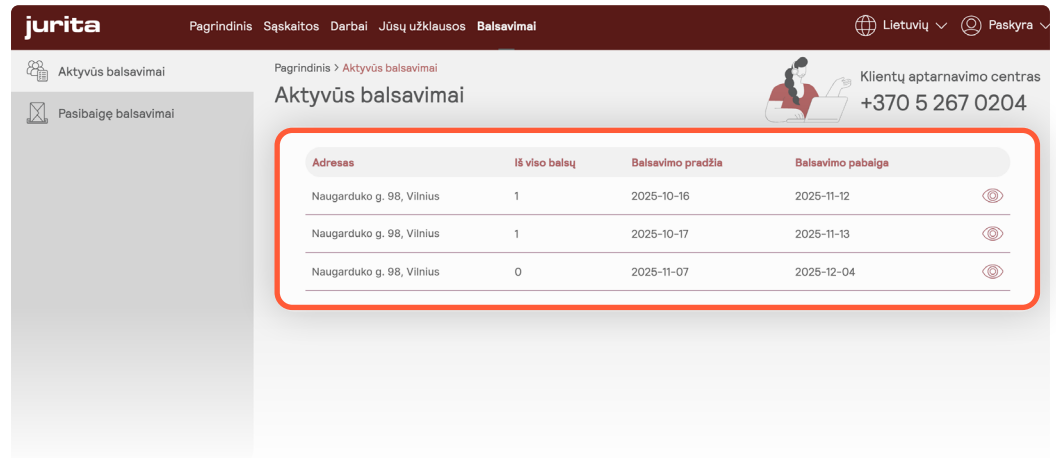 jurita Pagrindinis Sąskaitos Darbai Jūsų užklausos Balsavimai Lietuvių Paskyra
Aktyvūs balsavimai
Pasibaigę balsavimai
Pagrindinis > Aktyvūs balsavimai
Aktyvūs balsavimai
Klientų aptarnavimo centras
+370 5 267 0204
Adresas Iš viso balsų Balsavimo pradžia Balsavimo pabaiga
Naugarduko g. 98, Vilnius 1 2025-10-16 2025-11-12
Naugarduko g. 98, Vilnius 1 2025-10-17 2025-11-13
Naugarduko g. 98, Vilnius 0 2025-11-07 2025-12-04